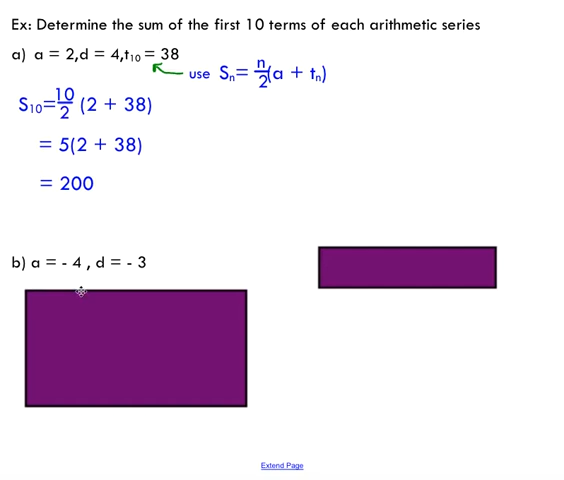 Ex: Determine the sum of the first 10 terms of each arithmetic series
a) a = 2,d = 4,t₁₀ = 38
use Sₙ= n/2(a + tₙ)
S₁₀=10/2 (2 + 38)
= 5(2 + 38)
= 200
b) a = - 4 , d = - 3
Extend Page